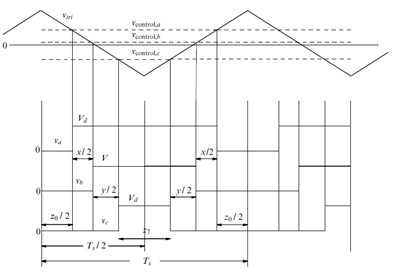 v_tri
v_control,a
v_control,b
0
v_control,c
V_d
v_a
0
x/2
V
x/2
v_b
0
y/2
V_d
y/2
z_0/2
v_c
z_7
z_0/2
0
T_s/2
T_s